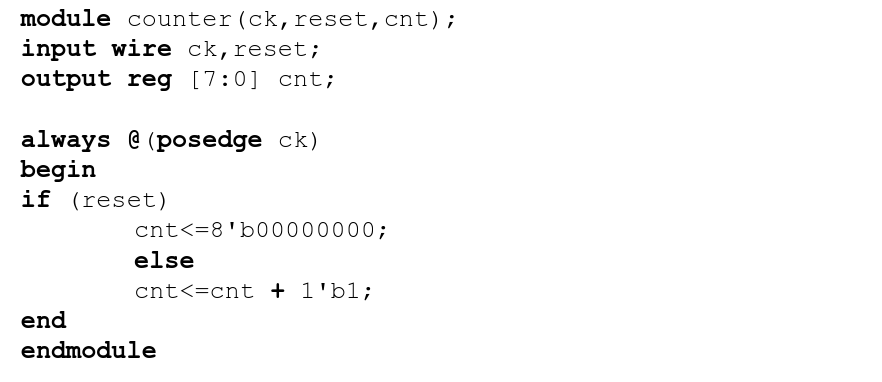 module counter(ck,reset,cnt);
input wire ck,reset;
output reg [7:0] cnt;
always @(posedge ck)
begin
if (reset)
cnt<=8'b00000000;
else
cnt<=cnt + 1'b1;
end
endmodule